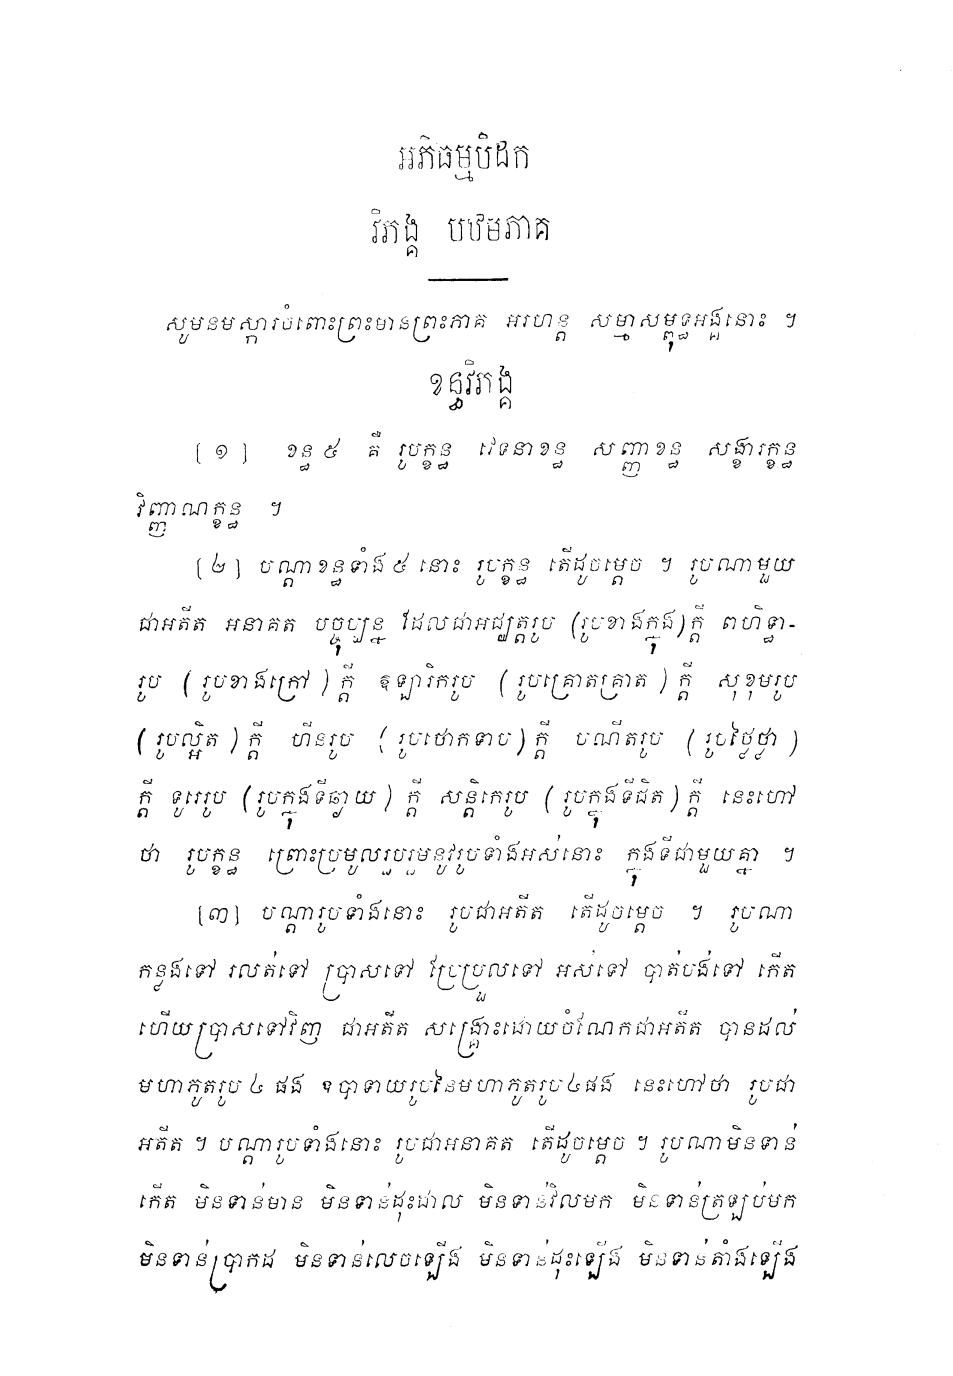 អភិធម្មបិដក
វិភង្គ បឋមភាគ
សូមនមស្ការចំពោះព្រះមានព្រះភាគ អរហន្ត សម្មាសម្ពុទ្ធអង្គនោះ ។
ខន្ធវិភង្គ
[ ១ ] ខន្ធ ៥ គឺ រូបក្ខន្ធ វេទនាខន្ធ សញ្ញាខន្ធ សង្ខារក្ខន្ធ
វិញ្ញាណក្ខន្ធ ។
[ ២ ] បណ្តាខន្ធទាំង ៥ នោះ រូបក្ខន្ធ តើដូចម្តេច ។ រូបណាមួយ
ជាអតីត អនាគត បច្ចុប្បន្ន ដែលជាអជ្ឈត្តរូប (រូបខាងក្នុង) ក្តី ពហិទ្ធា-
រូប ( រូបខាងក្រៅ ) ក្តី ឱឡារិករូប ( រូបគ្រោតគ្រាត ) ក្តី សុខុមរូប
( រូបល្អិត ) ក្តី ហីនរូប ( រូបថោកទាប ) ក្តី បណីតរូប ( រូបថ្លៃថ្លា )
ក្តី ទូរេរូប ( រូបក្នុងទីឆ្ងាយ ) ក្តី សន្តិកេរូប ( រូបក្នុងទីជិត ) ក្តី នេះហៅ
ថា រូបក្ខន្ធ ព្រោះប្រមូលរួបរួមនូវរូបទាំងអស់នោះ ក្នុងទីជាមួយគ្នា ។
[៣] បណ្តារូបទាំងនោះ រូបជាអតីត តើដូចម្តេច ។ រូបណា
កន្លងទៅ រលត់ទៅ ប្រាសទៅ ប្រែប្រួលទៅ អស់ទៅ បាត់បង់ទៅ កើត
ហើយប្រាសទៅវិញ ជាអតីត សង្គ្រោះដោយចំណែកជាអតីត បានដល់
មហាភូតរូប ៤ ផង ឧបាទាយរូបនៃមហាភូតរូប ៤ ផង នេះហៅថា រូបជា
អតីត ។ បណ្តារូបទាំងនោះ រូបជាអនាគត តើដូចម្តេច ។ រូបណាមិនទាន់
កើត មិនទាន់មាន មិនទាន់ដុះដាល មិនទាន់វិលមក មិនទាន់ត្រឡប់មក
មិនទាន់ប្រាកដ មិនទាន់លេចឡើង មិនទាន់ដុះឡើង មិនទាន់តាំងឡើង